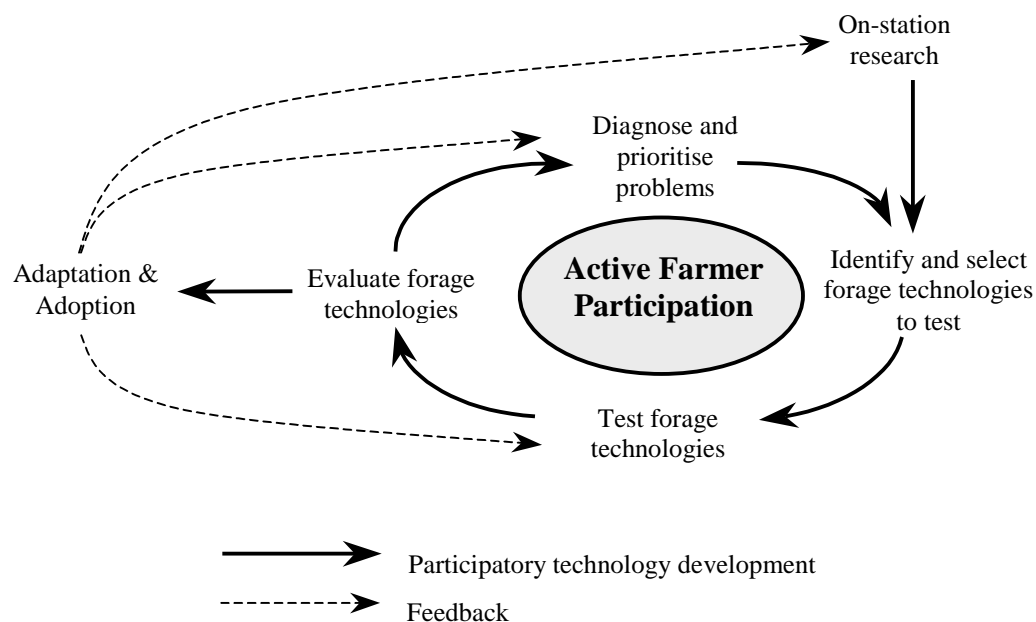 On-station
research
Diagnose and
prioritise
problems
Adaptation &
Adoption
Evaluate forage
technologies
Active Farmer
Participation
Identify and select
forage technologies
to test
Test forage
technologies
Participatory technology development
Feedback